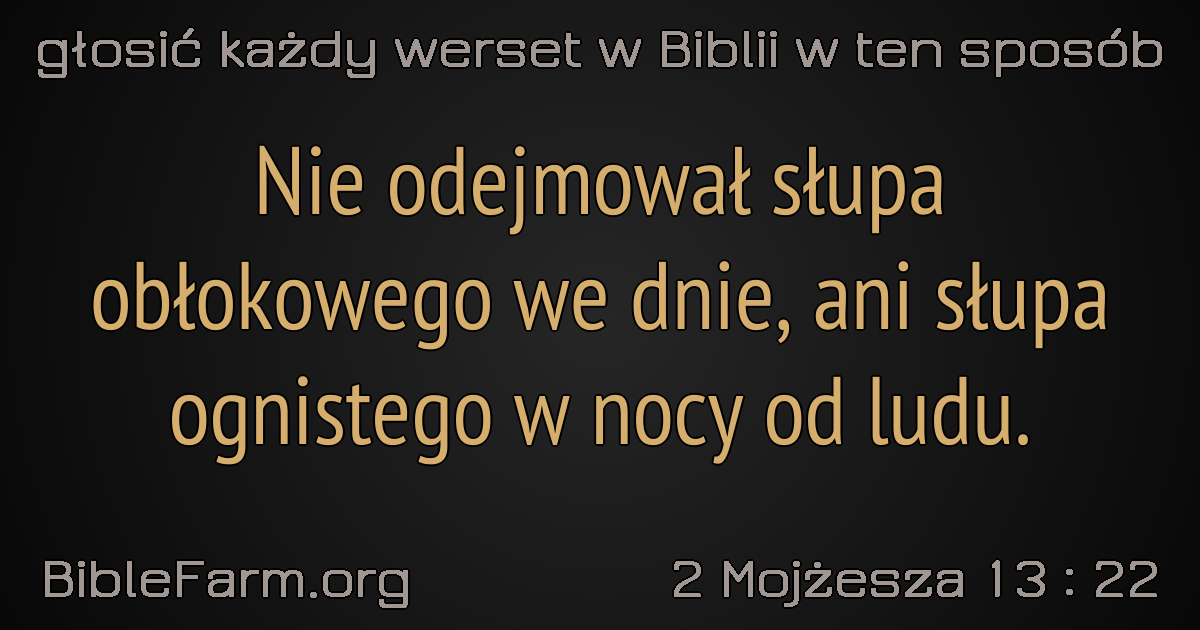 głosić każdy werset w Biblii w ten sposób
Nie odejmował słupa
obłokowego we dnie, ani słupa
ognistego w nocy od ludu.
BibleFarm.org
2 Mojżesza 13 : 22